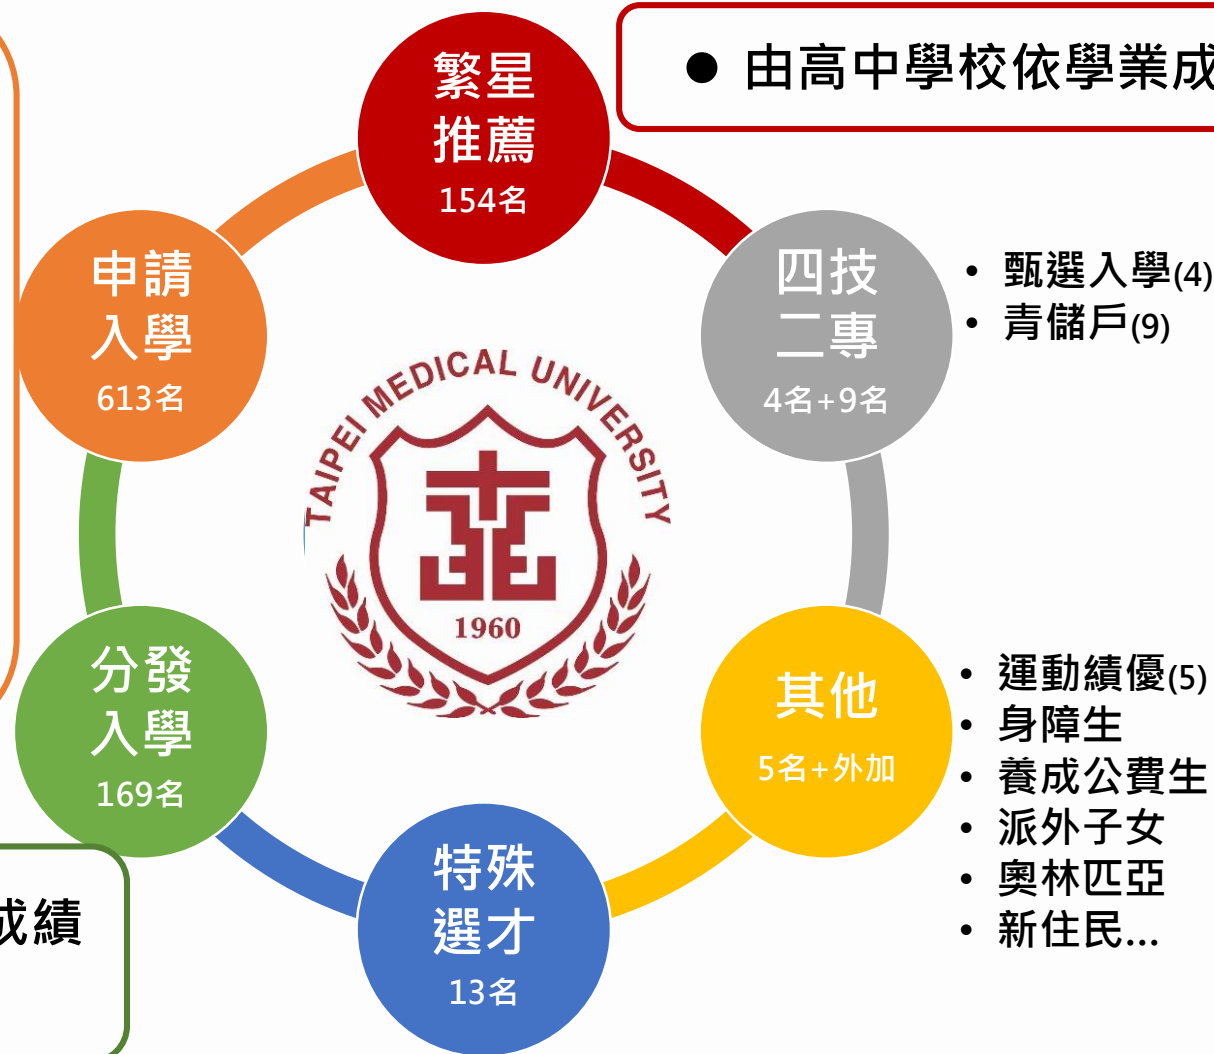 繁星
推薦
154名
● 由高中學校依學業成
申請
入學
613名
四技
二專
4名+9名
• 甄選入學(4)
• 青儲戶(9)
TAIPEI MEDICAL UNIVERSITY
1960
分發
入學
169名
其他
5名+外加
• 運動績優(5)
• 身障生
• 養成公費生
• 派外子女
• 奧林匹亞
• 新住民...
特殊
選才
13名
成績